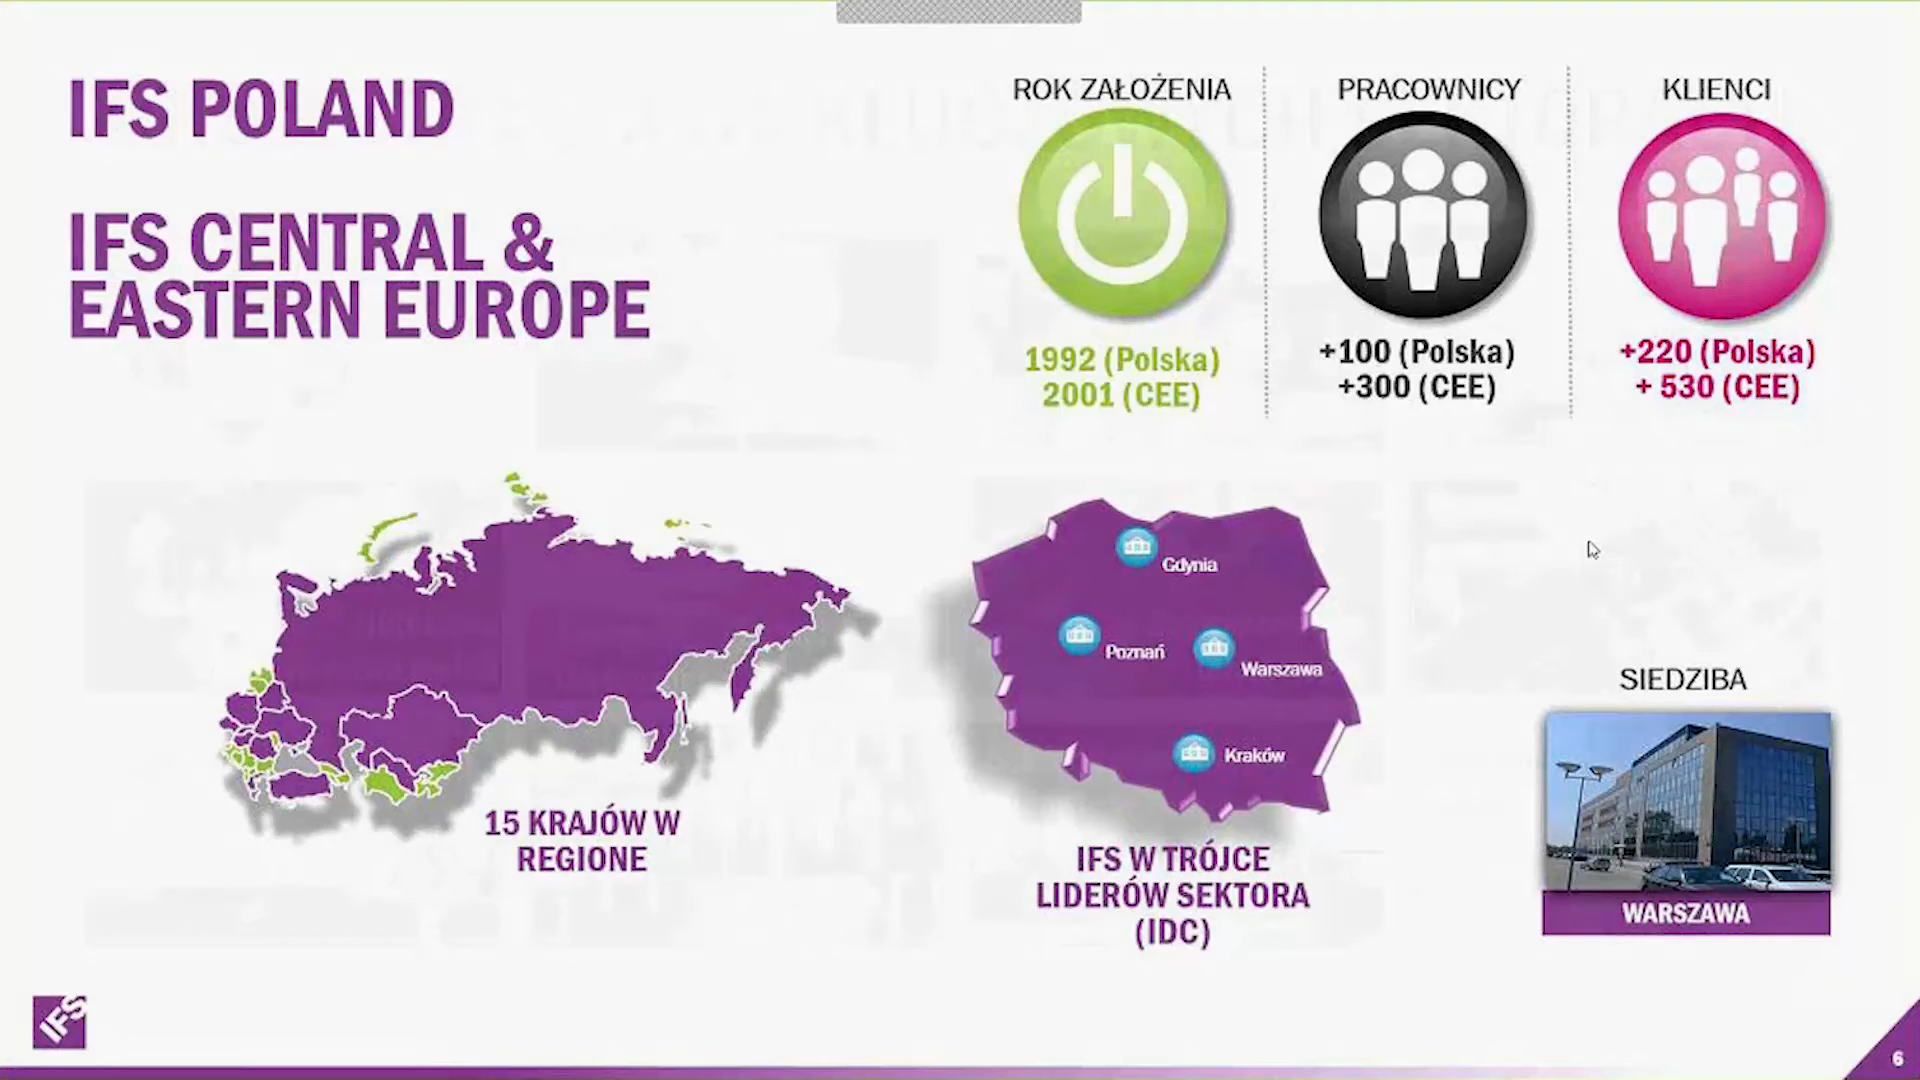 IFS POLAND
IFS CENTRAL &
EASTERN EUROPE
ROK ZAŁOŻENIA
1992 (Polska)
2001 (CEE)
PRACOWNICY
+100 (Polska)
+300 (CEE)
KLIENCI
+220 (Polska)
+ 530 (CEE)
15 KRAJÓW W
REGIONE
Gdynia
Poznań
Warszawa
Kraków
IFS W TRÓJCE
LIDERÓW SEKTORA
(IDC)
SIEDZIBA
WARSZAWA
IFS
6